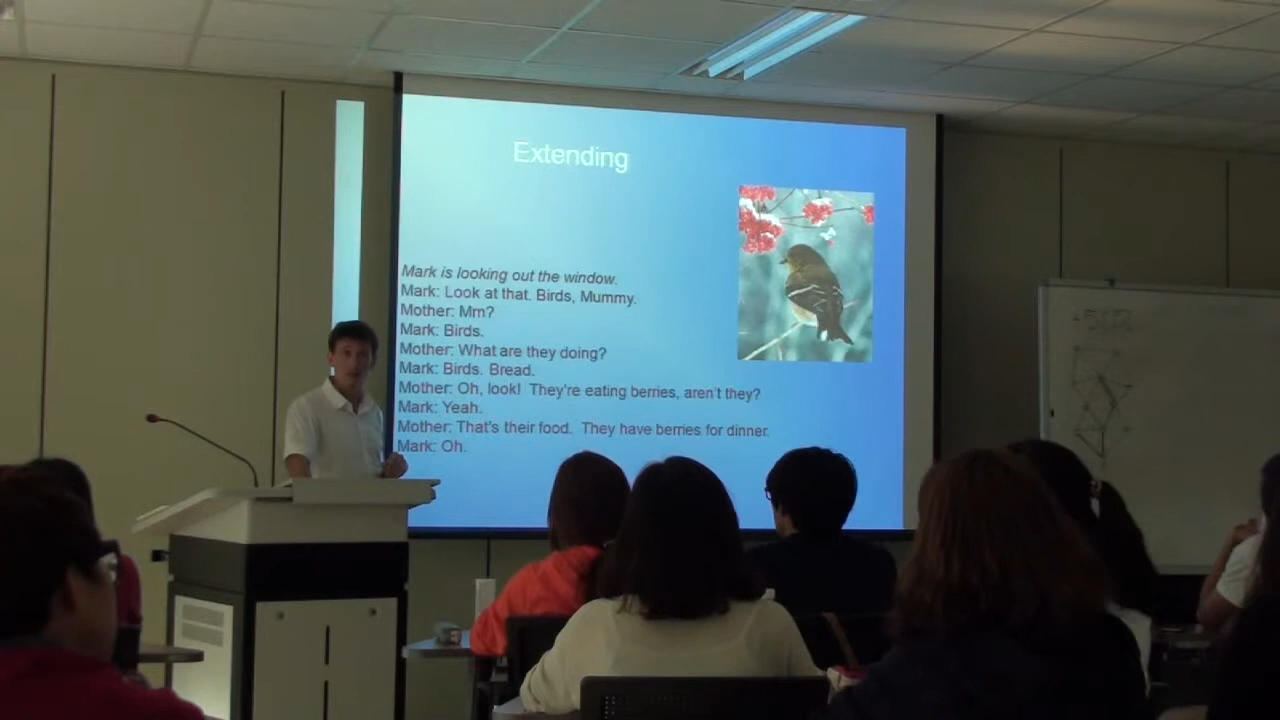 Extending
Mark is looking out the window.
Mark: Look at that. Birds, Mummy.
Mother: Mm?
Mark: Birds.
Mother: What are they doing?
Mark: Birds. Bread.
Mother: Oh, look!  They're eating berries, aren't they?
Mark: Yeah.
Mother: That's their food.  They have berries for dinner.
Mark: Oh.